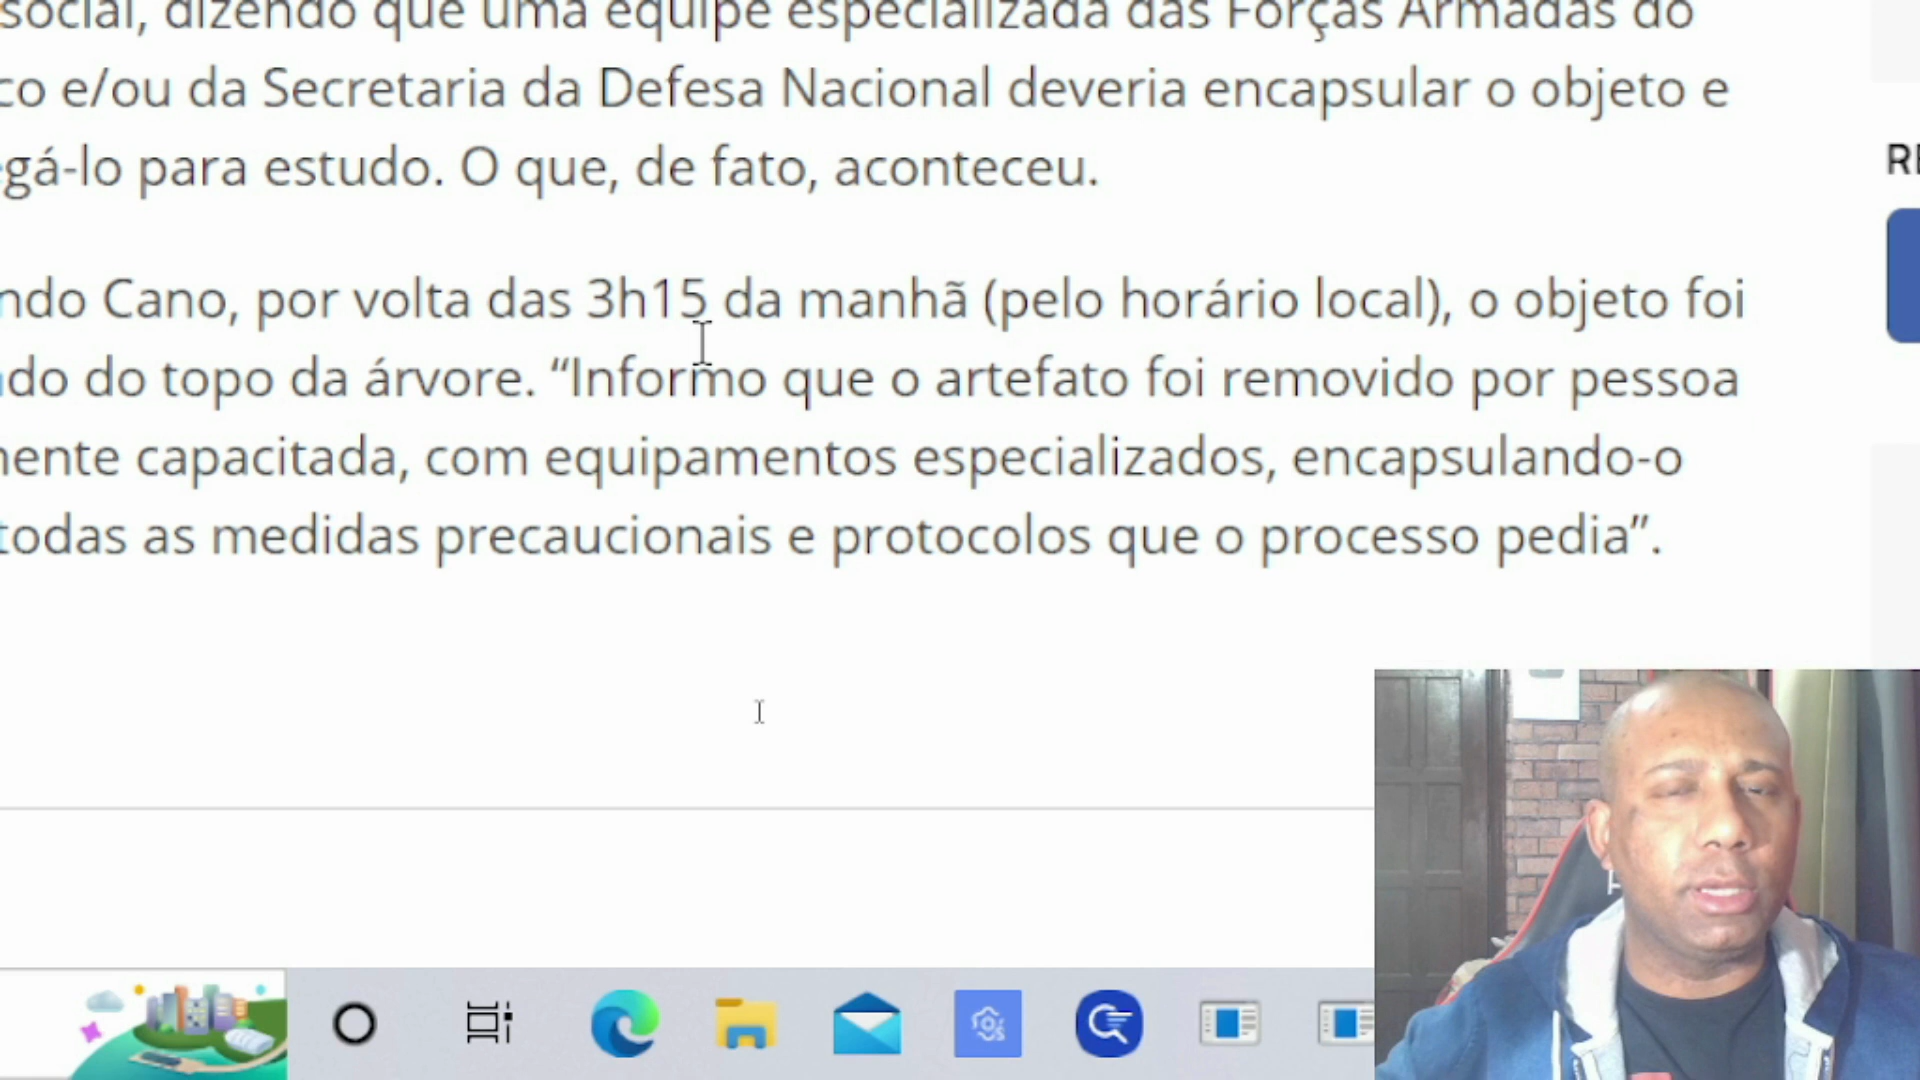 social, dizendo que uma equipe especializada das Forças Armadas do
co e/ou da Secretaria da Defesa Nacional deveria encapsular o objeto e
egá-lo para estudo. O que, de fato, aconteceu.
ndo Cano, por volta das 3h15 da manhã (pelo horário local), o objeto foi
ado do topo da árvore. “Informo que o artefato foi removido por pessoa
mente capacitada, com equipamentos especializados, encapsulando-o
todas as medidas precaucionais e protocolos que o processo pedia”.
RE